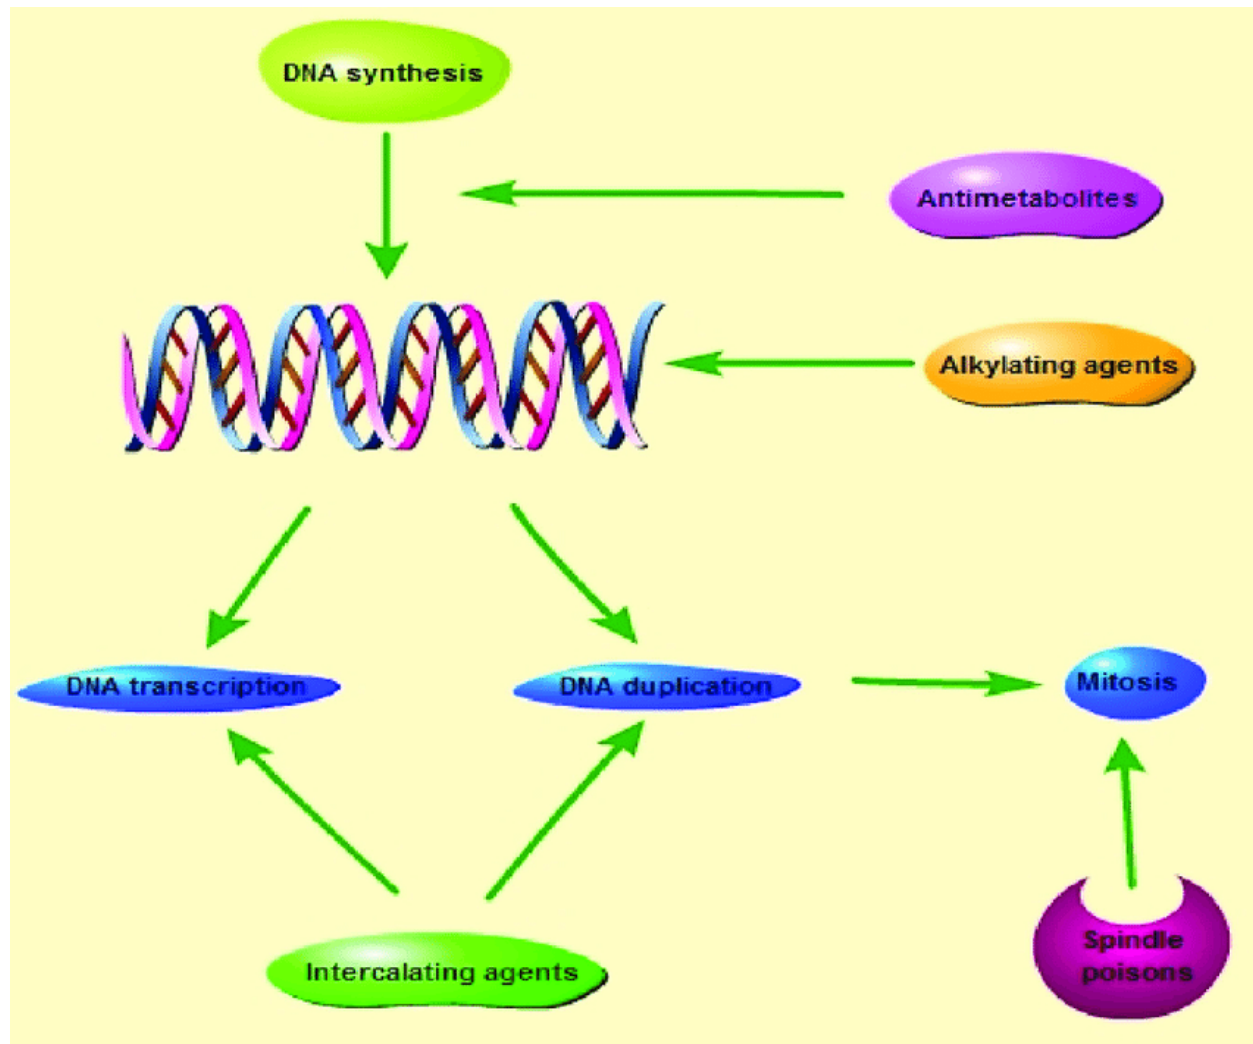 DNA synthesis
Antimetabolites
Alkylating agents
DNA transcription
DNA duplication
Mitosis
Spindle
poisons
Intercalating agents